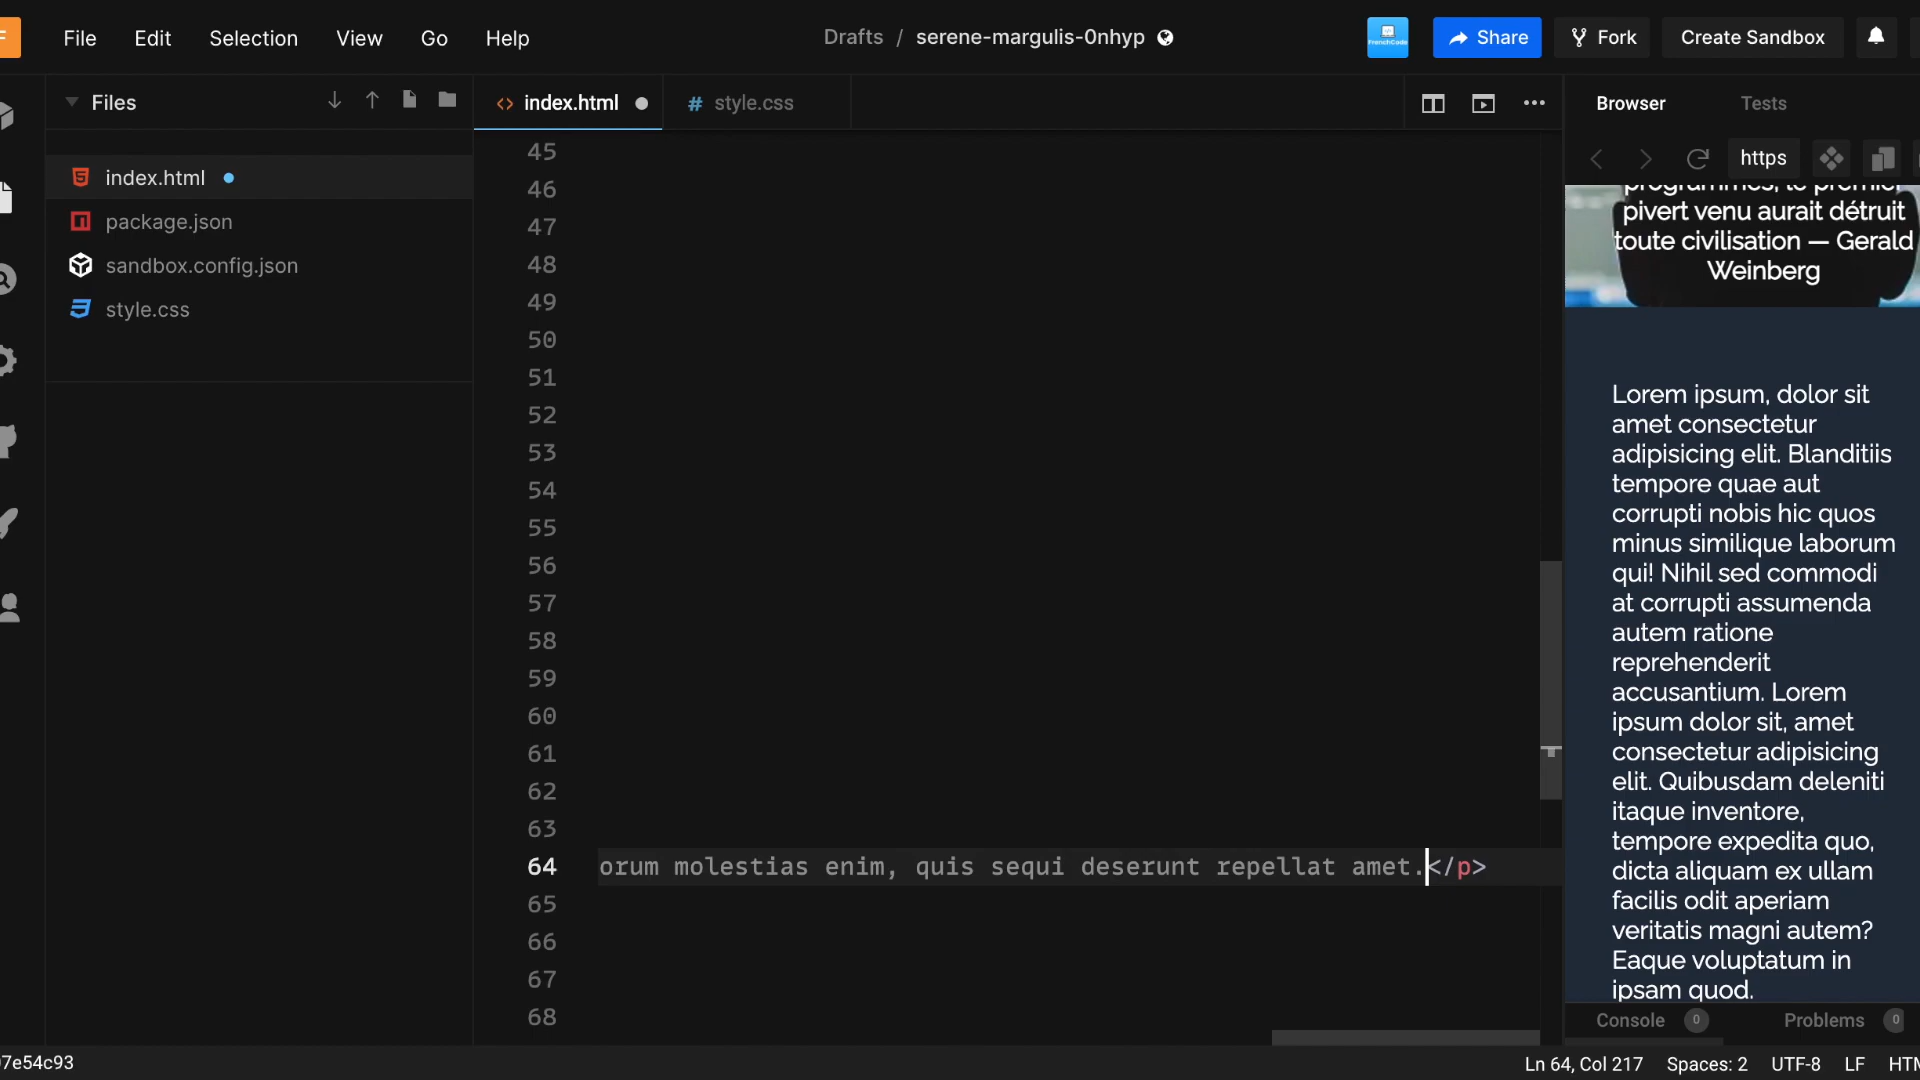 File Edit Selection View Go Help
Drafts / serene-margulis-0nhyp
FrenchCode
Share
Fork
Create Sandbox
Files
index.html
package.json
sandbox.config.json
style.css
index.html
# style.css
45
46
47
48
49
50
51
52
53
54
55
56
57
58
59
60
61
62
63
64 orum molestias enim, quis sequi deserunt repellat amet.</p>
65
66
67
68
Browser Tests
https
programmes, le premier
pivert venu aurait détruit
toute civilisation — Gerald
Weinberg
Lorem ipsum, dolor sit
amet consectetur
adipisicing elit. Blanditiis
tempore quae aut
corrupti nobis hic quos
minus similique laborum
qui! Nihil sed commodi
at corrupti assumenda
autem ratione
reprehenderit
accusantium. Lorem
ipsum dolor sit, amet
consectetur adipisicing
elit. Quibusdam deleniti
itaque inventore,
tempore expedita quo,
dicta aliquam ex ullam
facilis odit aperiam
veritatis magni autem?
Eaque voluptatum in
ipsam quod.
Console 0 Problems 0
7e54c93
Ln 64, Col 217 Spaces: 2 UTF-8 LF HTM